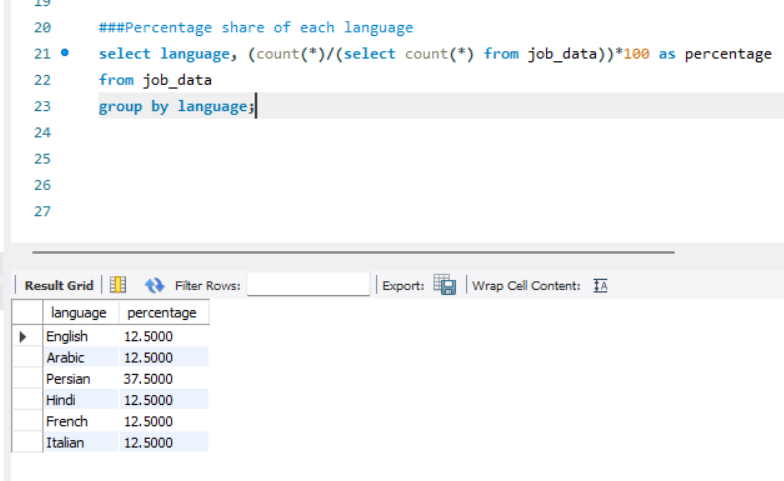 19
20 ###Percentage share of each language
21 select language, (count(*)/(select count(*) from job_data))*100 as percentage
22 from job_data
23 group by language;
24
25
26
27
Result Grid Filter Rows: Export: Wrap Cell Content: IA
language percentage
English 12.5000
Arabic 12.5000
Persian 37.5000
Hindi 12.5000
French 12.5000
Italian 12.5000